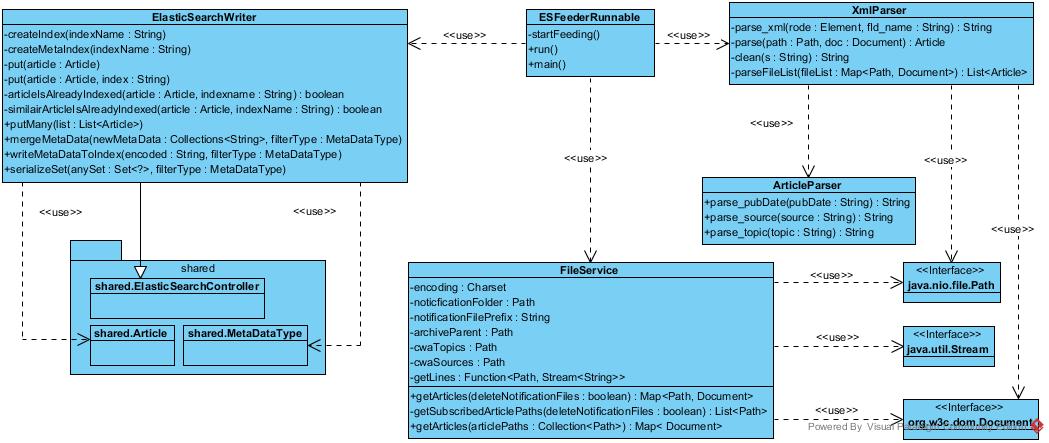 ElasticSearchWriter
-createIndex(indexName : String)
-createMetaIndex(indexName : String)
-put(article : Article)
-put(article : Article, index : String)
-articleIsAlreadyIndexed(article : Article, indexname : String) : boolean
-similairArticleIsAlreadyIndexed(article : Article, indexName : String) : boolean
+putMany(list : List<Article>)
+mergeMetaData(newMetaData : Collections<String>, filterType : MetaDataType)
+writeMetaDataToIndex(encoded : String, filterType : MetaDataType)
+serializeSet(anySet : Set<?>, filterType : MetaDataType)
<<use>>
ESFeederRunnable
-startFeeding()
+run()
+main()
<<use>>
XmlParser
-parse_xml(rode : Element, fld_name : String) : String
-parse(path : Path, doc : Document) : Article
-clean(s : String) : String
-parseFileList(fileList : Map<Path, Document>) : List<Article>
<<use>>
<<use>>
<<use>>
<<use>>
<<use>>
<<use>>
ArticleParser
+parse_pubDate(pubDate : String) : String
+parse_source(source : String) : String
+parse_topic(topic : String) : String
shared
shared.ElasticSearchController
shared.Article
shared.MetaDataType
FileService
-encoding : Charset
-noticficationFolder : Path
-notificationFilePrefix : String
-archiveParent : Path
-cwaTopics : Path
-cwaSources : Path
-getLines : Function<Path, Stream<String>>
+getArticles(deleteNotificationFiles : boolean) : Map<Path, Document>
-getSubscribedArticlePaths(deleteNotificationFiles : boolean) : List<Path>
+getArticles(articlePaths : Collection<Path>) : Map< Document>
<<use>>
<<Interface>>
java.nio.file.Path
<<use>>
<<Interface>>
java.util.Stream
<<use>>
<<Interface>>
org.w3c.dom.Document
Powered By Visual Paradigm